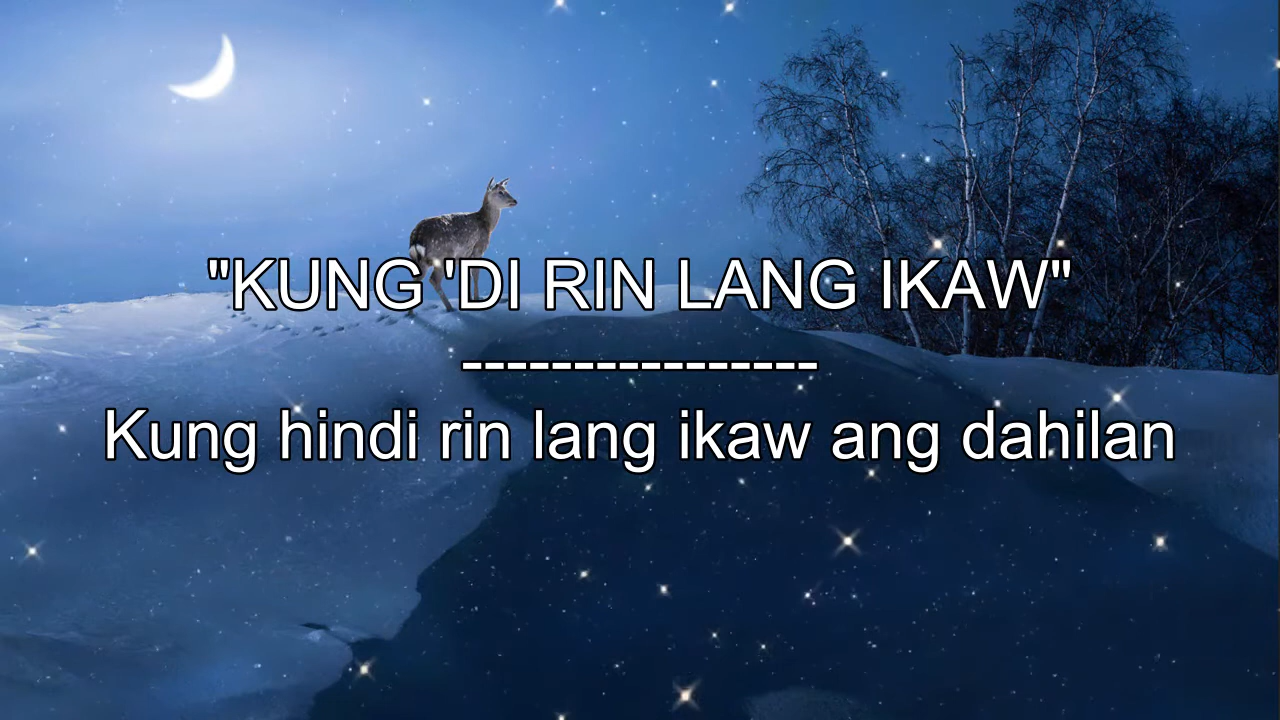 "KUNG 'DI RIN LANG IKAW"
----------------
Kung hindi rin lang ikaw ang dahilan